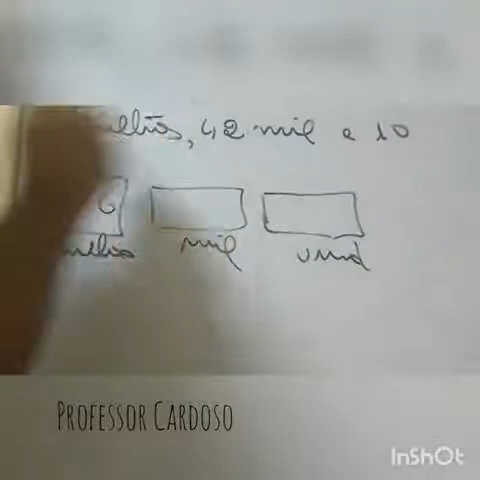 milhões, 42 mil e 10
6
milhões mil unid
PROFESSOR CARDOSO
InShOt